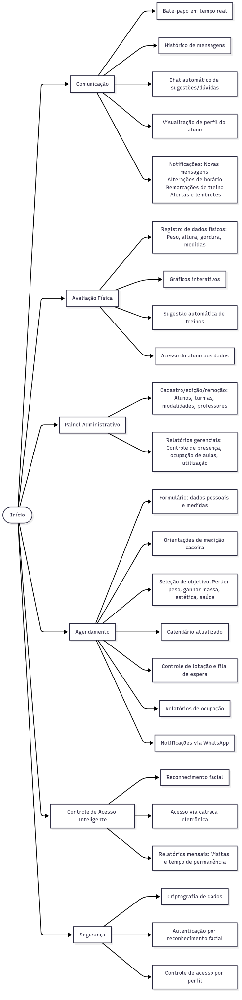 Início
Comunicação
Bate-papo em tempo real
Histórico de mensagens
Chat automático de
sugestões/dúvidas
Visualização de perfil do
aluno
Notificações: Novas
mensagens
Alterações de horário
Remarcações de treino
Alertas e lembretes
Avaliação Física
Registro de dados físicos:
Peso, altura, gordura,
medidas
Gráficos interativos
Sugestão automática de
treinos
Acesso do aluno aos dados
Painel Administrativo
Cadastro/edição/remoção:
Alunos, turmas,
modalidades, professores
Relatórios gerenciais:
Controle de presença,
ocupação de aulas,
utilização
Agendamento
Formulário: dados pessoais
e medidas
Orientações de medição
caseira
Seleção de objetivo: Perder
peso, ganhar massa,
estética, saúde
Calendário atualizado
Controle de lotação e fila
de espera
Relatórios de ocupação
Notificações via WhatsApp
Controle de Acesso
Inteligente
Reconhecimento facial
Acesso via catraca
eletrônica
Relatórios mensais: Visitas
e tempo de permanência
Segurança
Criptografia de dados
Autenticação por
reconhecimento facial
Controle de acesso por
perfil